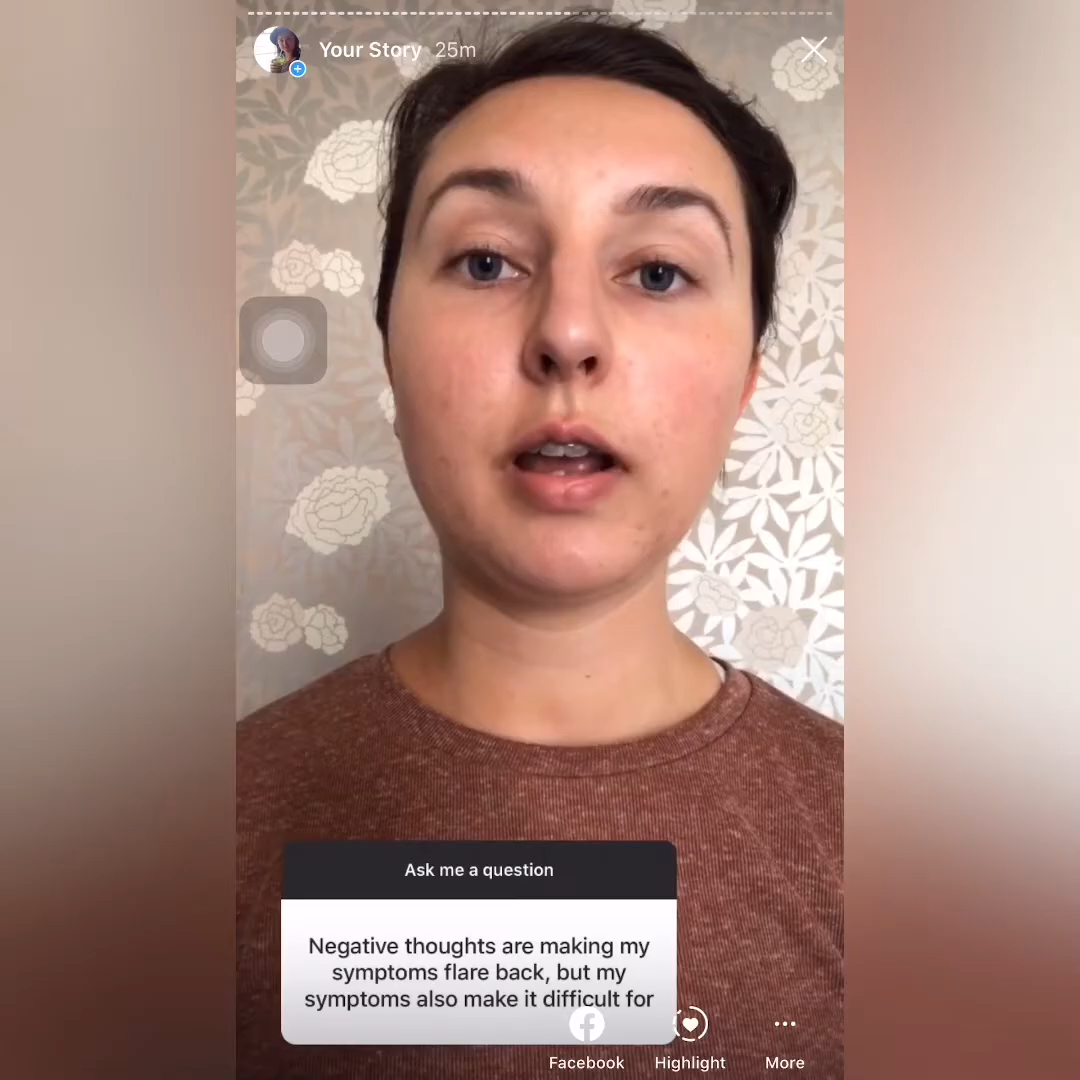 Your Story 25m
Ask me a question
Negative thoughts are making my
symptoms flare back, but my
symptoms also make it difficult for
Facebook Highlight More